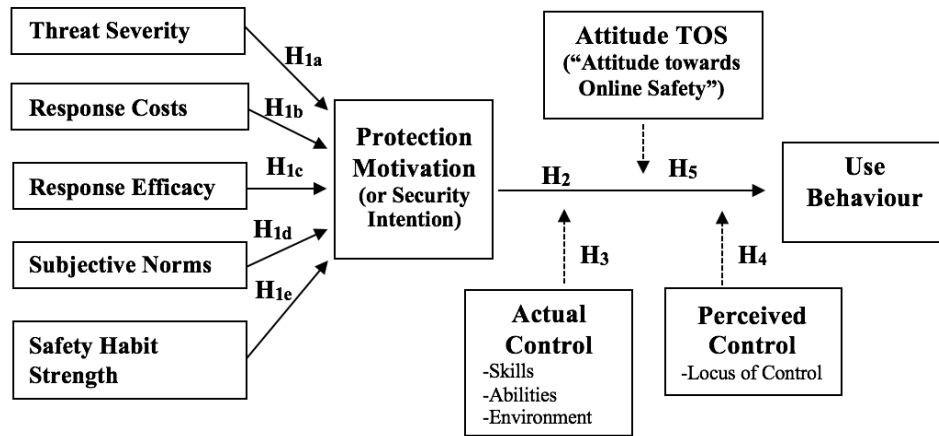 Threat Severity
H1a
Response Costs
H1b
Response Efficacy
H1c
Subjective Norms
H1d
Safety Habit
Strength
H1e
Protection
Motivation
(or Security
Intention)
H2
Attitude TOS
(“Attitude towards
Online Safety”)
H5
Use
Behaviour
H3
Actual
Control
-Skills
-Abilities
-Environment
H4
Perceived
Control
-Locus of Control